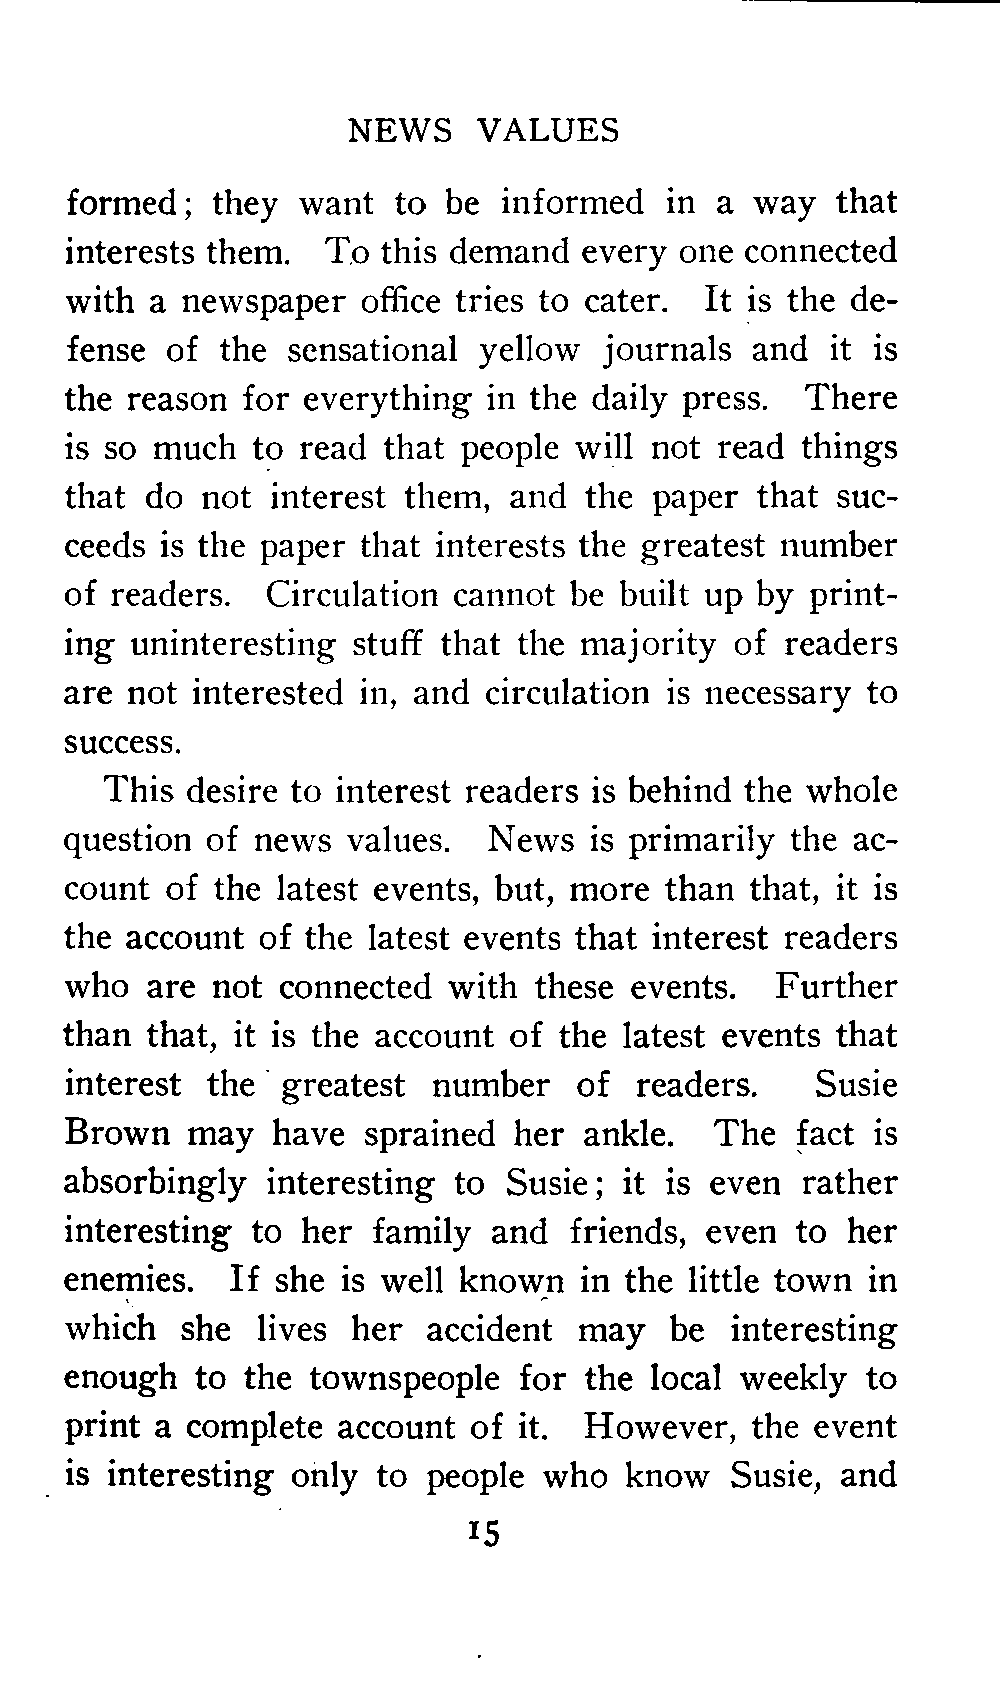 NEWS VALUES
formed; they want to be informed in a way that
interests them. To this demand every one connected
with a newspaper office tries to cater. It is the de-
fense of the sensational yellow journals and it is
the reason for everything in the daily press. There
is so much to read that people will not read things
that do not interest them, and the paper that suc-
ceeds is the paper that interests the greatest number
of readers. Circulation cannot be built up by print-
ing uninteresting stuff that the majority of readers
are not interested in, and circulation is necessary to
success.
This desire to interest readers is behind the whole
question of news values. News is primarily the ac-
count of the latest events, but, more than that, it is
the account of the latest events that interest readers
who are not connected with these events. Further
than that, it is the account of the latest events that
interest the greatest number of readers. Susie
Brown may have sprained her ankle. The fact is
absorbingly interesting to Susie; it is even rather
interesting to her family and friends, even to her
enemies. If she is well known in the little town in
which she lives her accident may be interesting
enough to the townspeople for the local weekly to
print a complete account of it. However, the event
is interesting only to people who know Susie, and
15